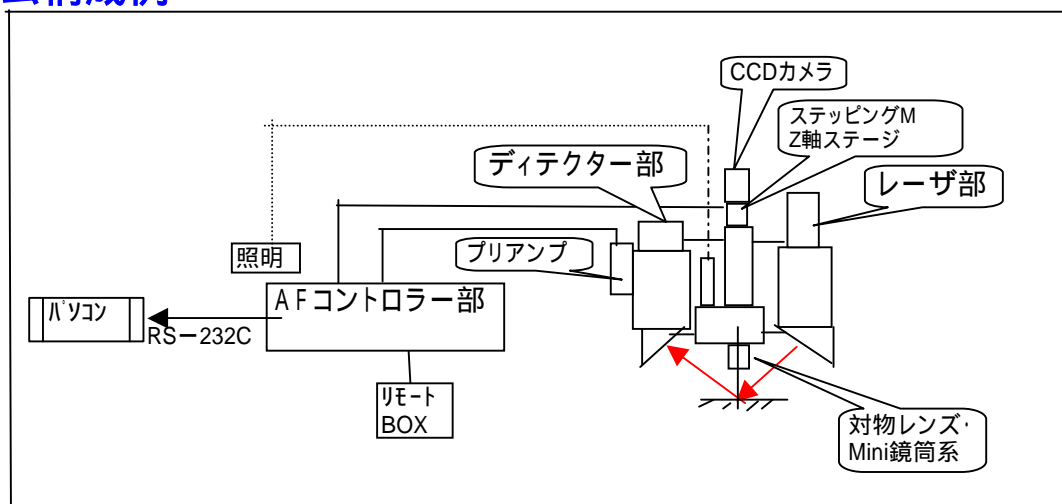 CCDカメラ
ステッピングM
Z軸ステージ
ディテクター部
レーザ部
プリアンプ
照明
AFコントロラー部
パソコン
RS－232C
リモート
BOX
対物レンズ・
Mini鏡筒系